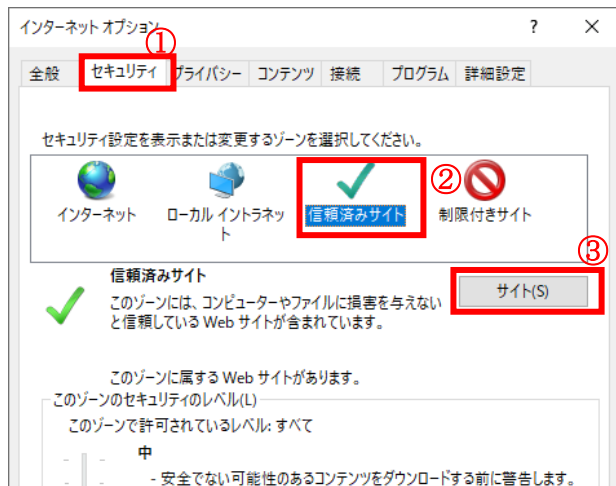 インターネット オプション ? ×
①
全般 セキュリティ プライバシー コンテンツ 接続 プログラム 詳細設定
セキュリティ設定を表示または変更するゾーンを選択してください。
②
インターネット ローカル イントラネッ 信頼済みサイト 制限付きサイト
ト
③
信頼済みサイト
サイト(S)
このゾーンには、コンピューターやファイルに損害を与えない
と信頼している Web サイトが含まれています。
このゾーンに属する Web サイトがあります。
このゾーンのセキュリティのレベル(L)
このゾーンで許可されているレベル: すべて
中
- 安全でない可能性のあるコンテンツをダウンロードする前に警告します。